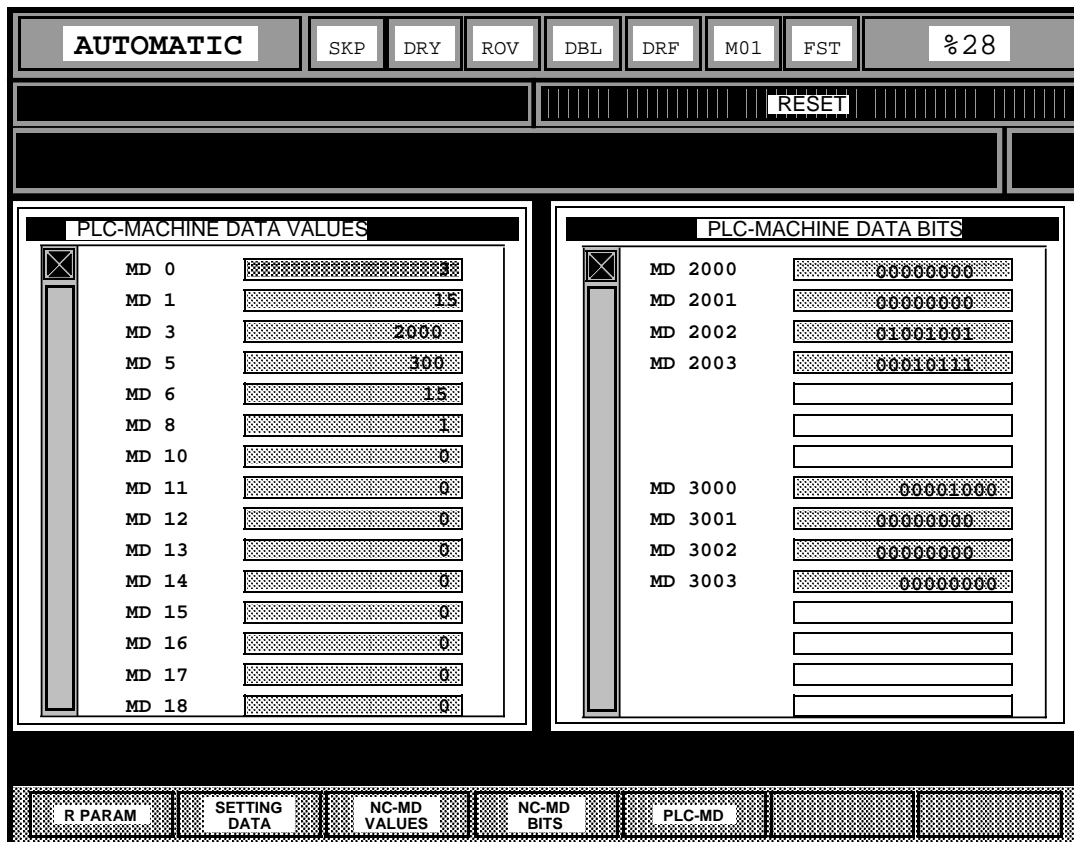 AUTOMATIC SKP DRY ROV DBL DRF M01 FST %28
RESET
PLC-MACHINE DATA VALUES
MD 0 3
MD 1 15
MD 3 2000
MD 5 300
MD 6 15
MD 8 1
MD 10 0
MD 11 0
MD 12 0
MD 13 0
MD 14 0
MD 15 0
MD 16 0
MD 17 0
MD 18 0
PLC-MACHINE DATA BITS
MD 2000 00000000
MD 2001 00000000
MD 2002 01001001
MD 2003 00010111
MD 3000 00001000
MD 3001 00000000
MD 3002 00000000
MD 3003 00000000
R PARAM
SETTING
DATA
NC-MD
VALUES
NC-MD
BITS
PLC-MD